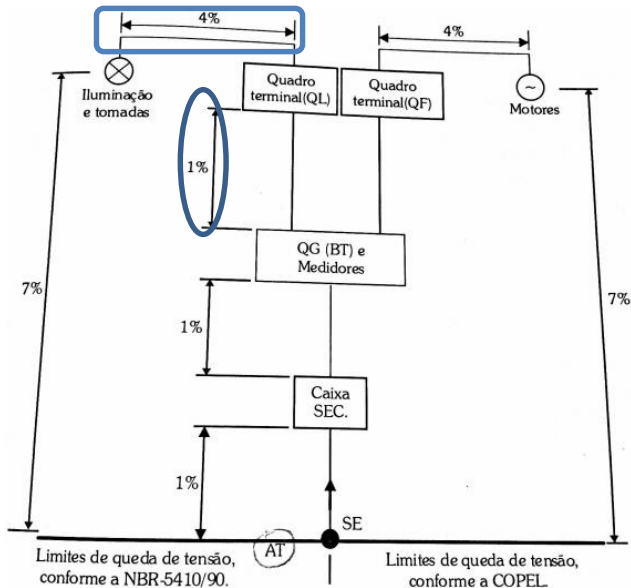 4%
4%
Iluminação
e tomadas
Quadro
terminal(QL)
Quadro
terminal(QF)
~
Motores
1%
QG (BT) e
Medidores
7%
7%
1%
Caixa
SEC.
1%
SE
AT
Limites de queda de tensão,
conforme a NBR-5410/90.
Limites de queda de tensão,
conforme a COPEL.